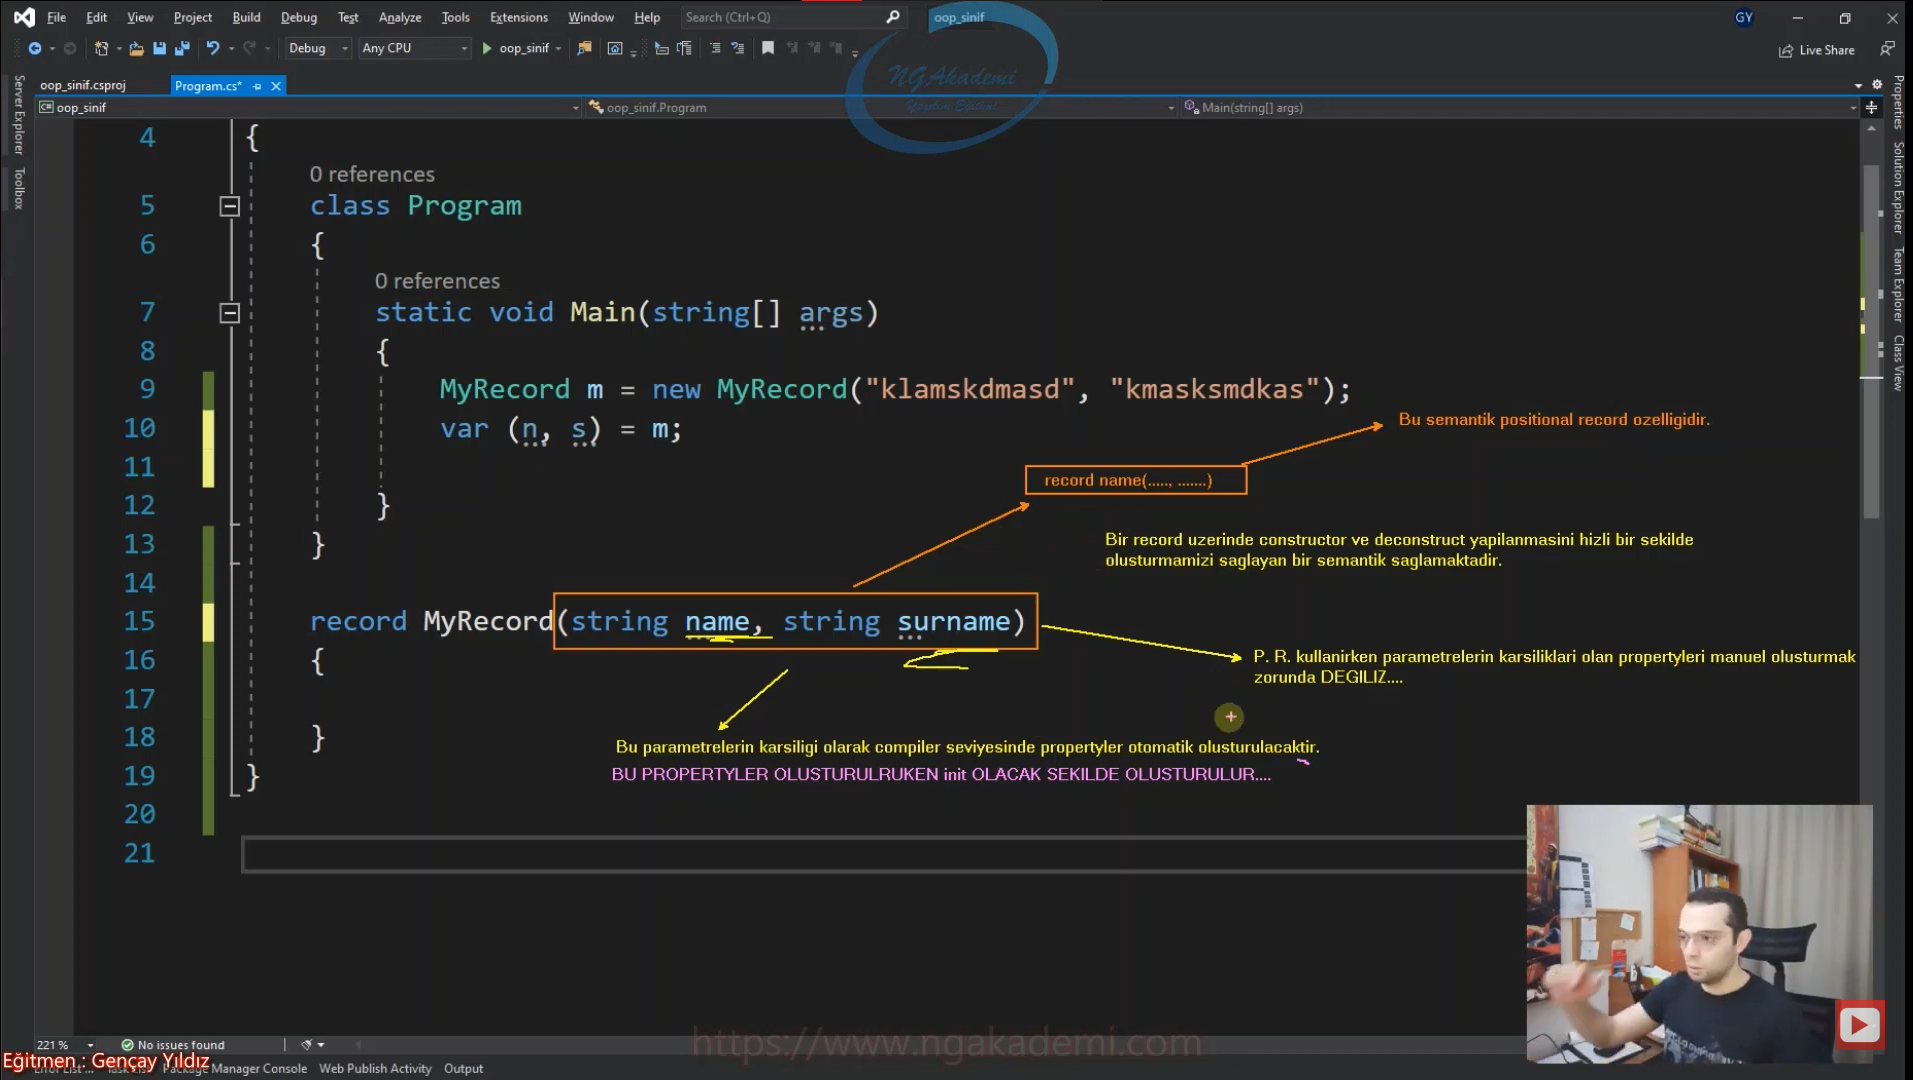 File Edit View Project Build Debug Test Analyze Tools Extensions Window Help Search (Ctrl+Q) oop_sinif GY
Debug Any CPU oop_sinif Live Share
NGAkademi
Yazılım Eğitimi
oop_sinif.csproj Program.cs*
oop_sinif oop_sinif.Program Main(string[] args)
Server Explorer
Toolbox
Properties
Solution Explorer
Team Explorer
Class View
4 {
0 references
5 class Program
6 {
0 references
7 static void Main(string[] args)
8 {
9 MyRecord m = new MyRecord("klamskdmasd", "kmasksmdkas");
10 var (n, s) = m;
Bu semantik positional record ozelligidir.
11
record name(....., .......)
12 }
13 }
Bir record uzerinde constructor ve deconstruct yapilanmasini hizli bir sekilde
olusturmamizi saglayan bir semantik saglamaktadir.
14
15 record MyRecord(string name, string surname)
16 {
P. R. kullanirken parametrelerin karsiliklari olan propertyleri manuel olusturmak
zorunda DEGILIZ....
17
18 }
Bu parametrelerin karsiligi olarak compiler seviyesinde propertyler otomatik olusturulacaktir.
BU PROPERTYLER OLUSTURULRUKEN init OLACAK SEKILDE OLUSTURULUR....
19 }
20
21
221 % No issues found
https://www.ngakademi.com
Eğitmen.: Gençay Yıldız
Package Manager Console Web Publish Activity Output